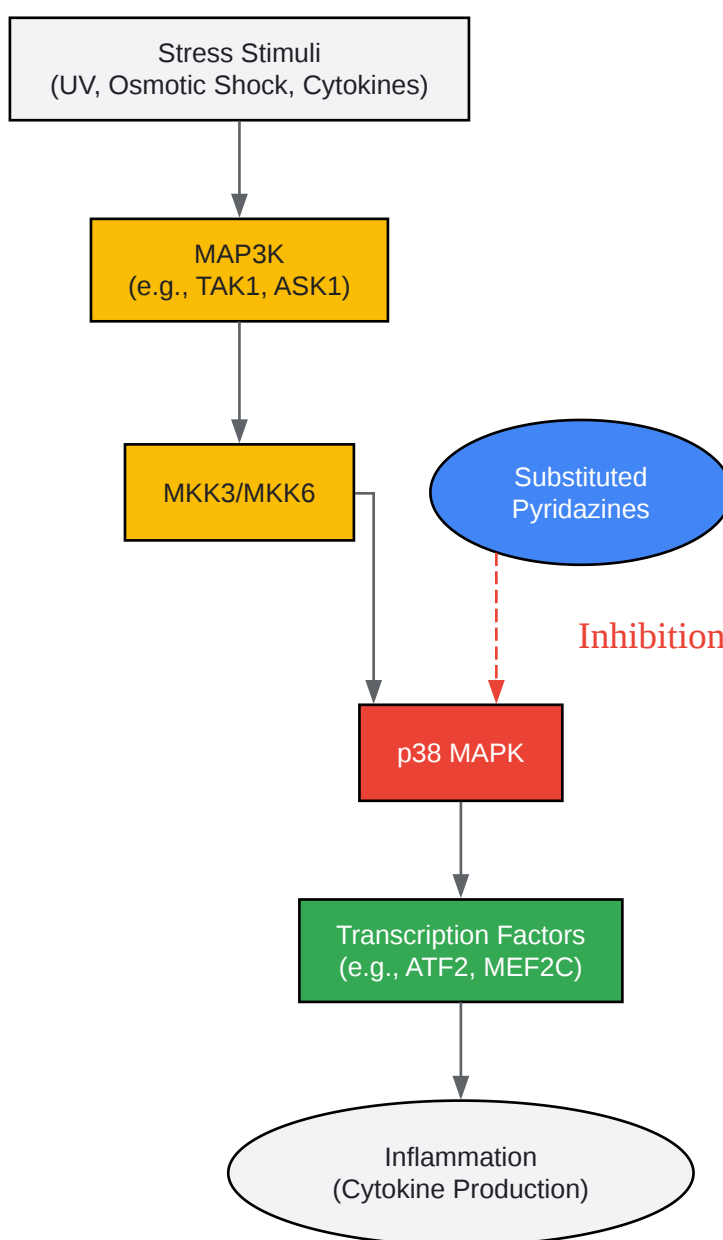 Stress Stimuli
(UV, Osmotic Shock, Cytokines)
MAP3K
(e.g., TAK1, ASK1)
MKK3/MKK6
Substituted
Pyridazines
Inhibition
p38 MAPK
Transcription Factors
(e.g., ATF2, MEF2C)
Inflammation
(Cytokine Production)